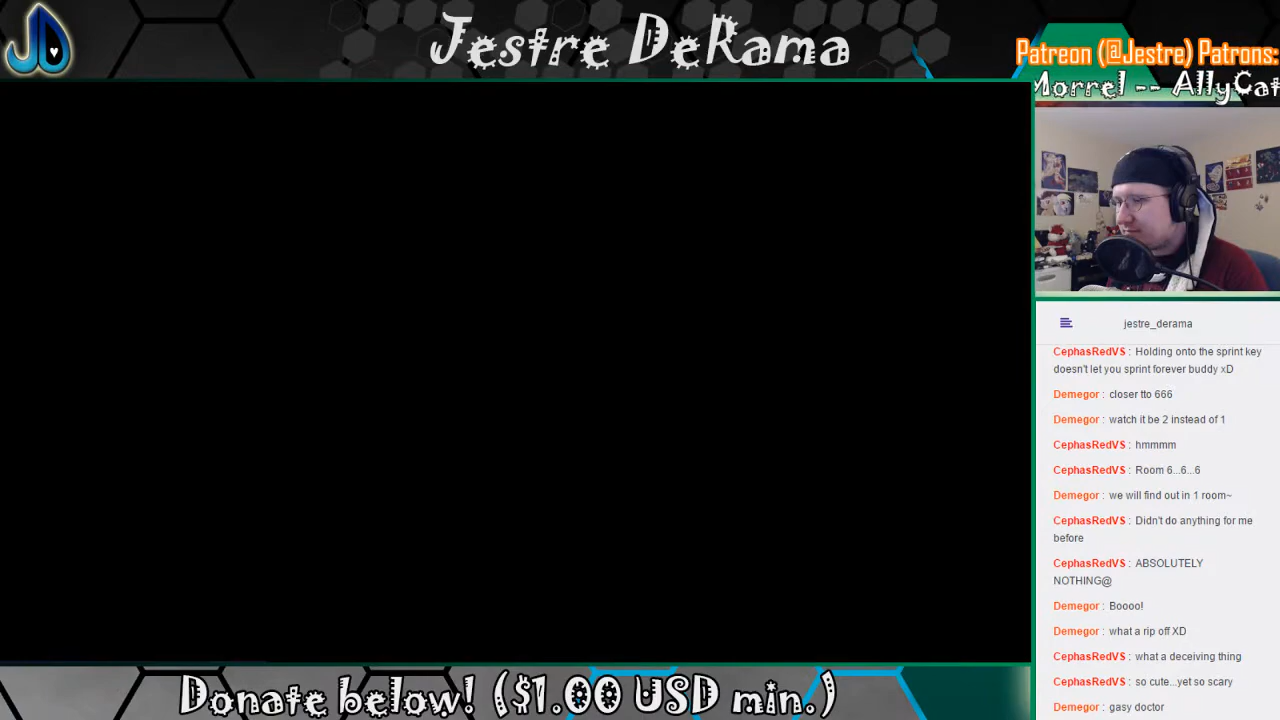 JD
Jestre DeRama
Patreon (@Jestre) Patrons:
Morrel -- AllyCat
jestre_derama
CephasRedVS : Holding onto the sprint key
doesn't let you sprint forever buddy xD
Demegor : closer tto 666
Demegor : watch it be 2 instead of 1
CephasRedVS : hmmmm
CephasRedVS : Room 6...6...6
Demegor : we will find out in 1 room~
CephasRedVS : Didn't do anything for me
before
CephasRedVS : ABSOLUTELY
NOTHING@
Demegor : Boooo!
Demegor : what a rip off XD
CephasRedVS : what a deceiving thing
CephasRedVS : so cute...yet so scary
Demegor : gasy doctor
Donate below! ($1.00 USD min.)